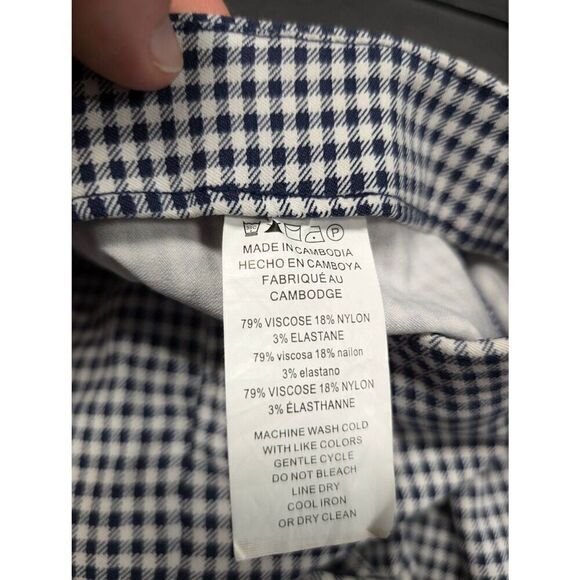 MADE IN CAMBODIA
HECHO EN CAMBOYA
FABRIQUÉ AU
CAMBODGE
79% VISCOSE 18% NYLON
3% ELASTANE
79% viscosa 18% nailon
3% elastano
79% VISCOSE 18% NYLON
3% ÉLASTHANNE
MACHINE WASH COLD
WITH LIKE COLORS
GENTLE CYCLE
DO NOT BLEACH
LINE DRY
COOL IRON
OR DRY CLEAN